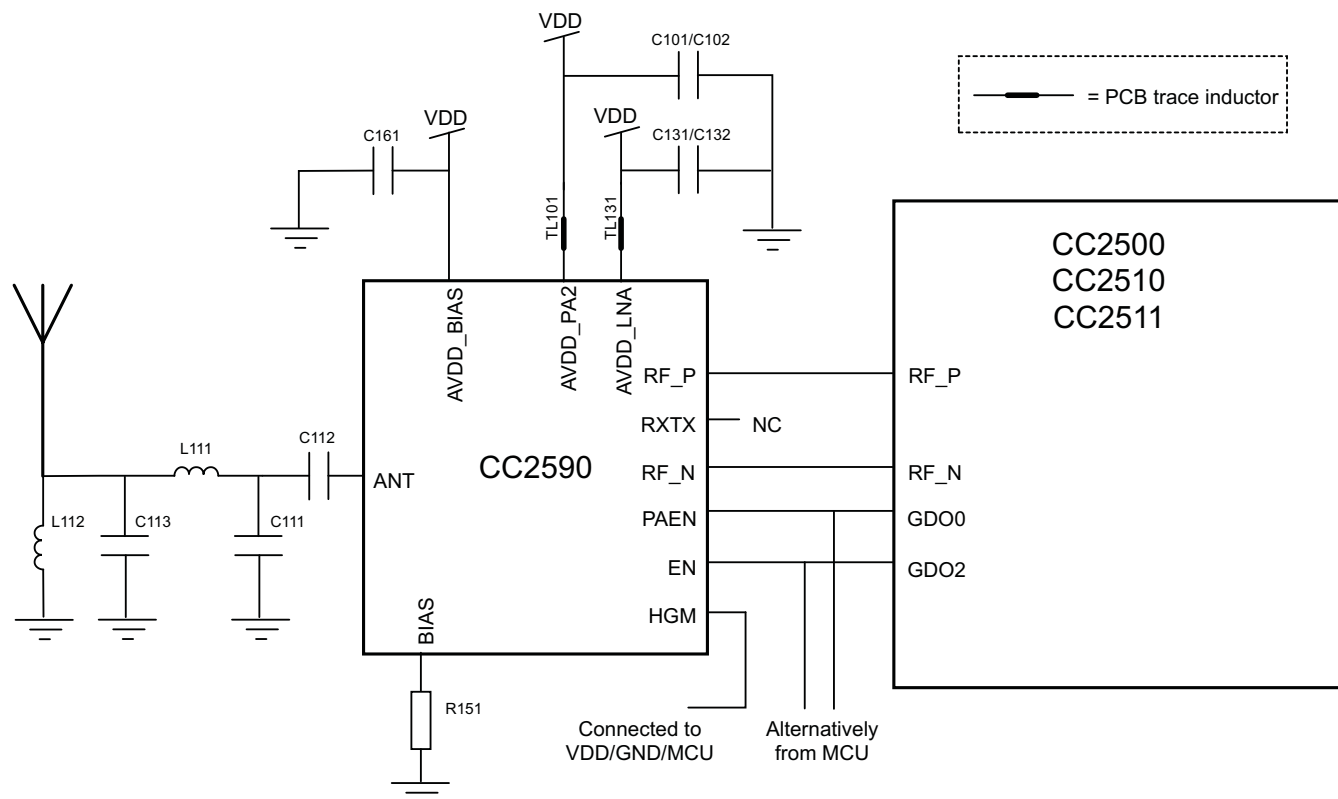 VDD
C101/C102
= PCB trace inductor
VDD
VDD
C161
C131/C132
TL101
TL131
CC2500
CC2510
CC2511
AVDD_BIAS
AVDD_PA2
AVDD_LNA
RF_P
RF_P
RXTX
NC
L111
C112
CC2590
ANT
RF_N
RF_N
L112
C113
C111
PAEN
GDO0
EN
GDO2
BIAS
HGM
R151
Connected to
VDD/GND/MCU
Alternatively
from MCU